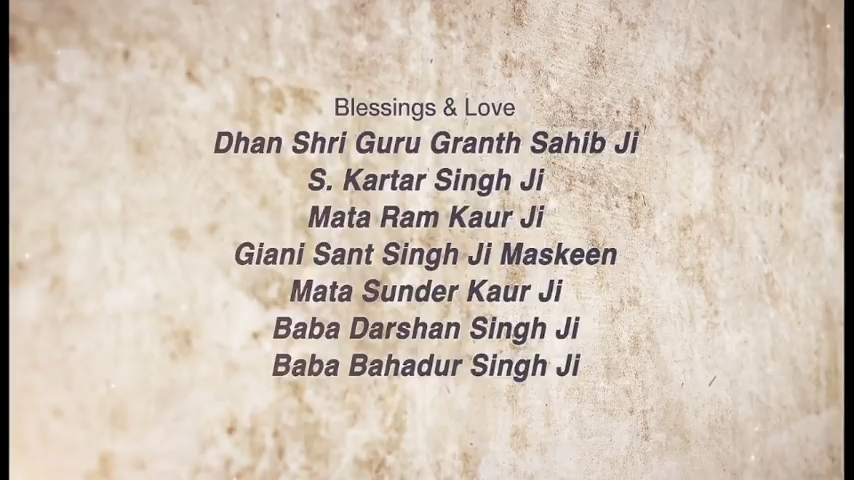 Blessings & Love
Dhan Shri Guru Granth Sahib Ji
S. Kartar Singh Ji
Mata Ram Kaur Ji
Giani Sant Singh Ji Maskeen
Mata Sunder Kaur Ji
Baba Darshan Singh Ji
Baba Bahadur Singh Ji